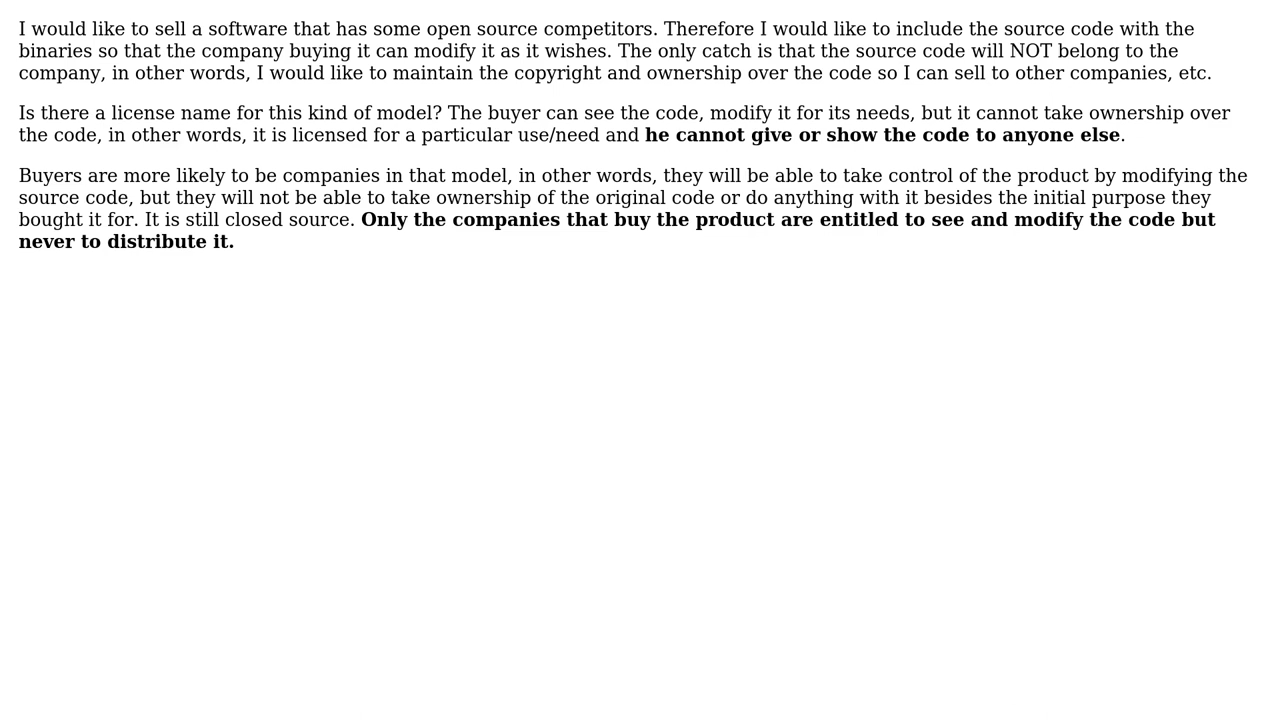 I would like to sell a software that has some open source competitors. Therefore I would like to include the source code with the
binaries so that the company buying it can modify it as it wishes. The only catch is that the source code will NOT belong to the
company, in other words, I would like to maintain the copyright and ownership over the code so I can sell to other companies, etc.
Is there a license name for this kind of model? The buyer can see the code, modify it for its needs, but it cannot take ownership over
the code, in other words, it is licensed for a particular use/need and he cannot give or show the code to anyone else.
Buyers are more likely to be companies in that model, in other words, they will be able to take control of the product by modifying the
source code, but they will not be able to take ownership of the original code or do anything with it besides the initial purpose they
bought it for. It is still closed source. Only the companies that buy the product are entitled to see and modify the code but
never to distribute it.